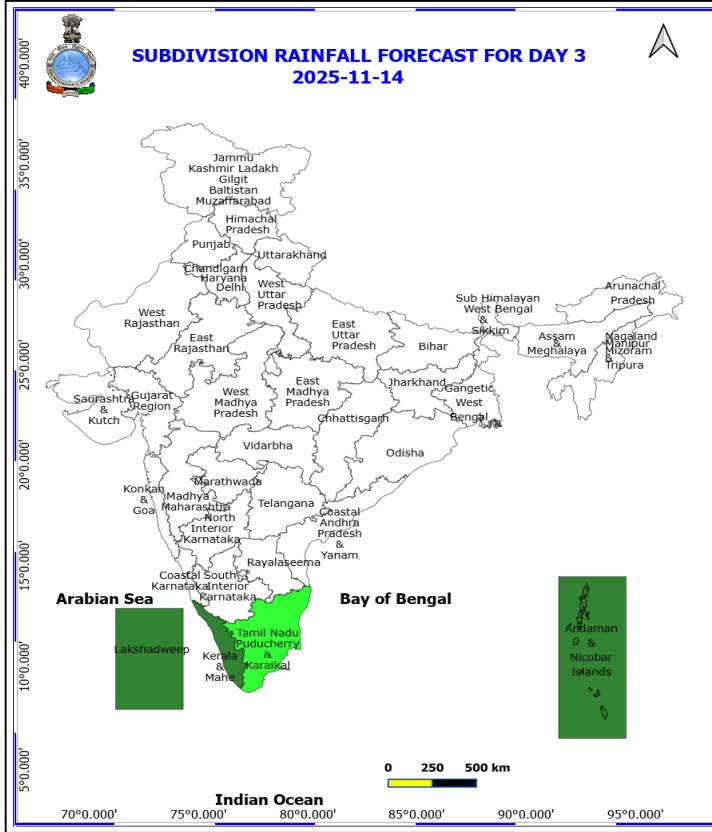 SUBDIVISION RAINFALL FORECAST FOR DAY 3
2025-11-14
40°0.000'
35°0.000'
30°0.000'
25°0.000'
20°0.000'
15°0.000'
10°0.000'
5°0.000'
Jammu
Kashmir Ladakh
Gilgit
Baltistan
Muzaffarabad
Himachal
Pradesh
Punjab
Uttarakhand
Chandigarh
Haryana
Delhi
West
Uttar
Pradesh
West
Rajasthan
East
Rajasthan
East
Uttar
Pradesh
Bihar
Sub Himalayan
West Bengal
&
Sikkim
Arunachal
Pradesh
Assam
&
Meghalaya
Nagaland
Manipur
Mizoram
&
Tripura
Saurashtra
&
Kutch
Gujarat
Region
West
Madhya
Pradesh
East
Madhya
Pradesh
Jharkhand
Gangetic
West
Bengal
Chhattisgarh
Vidarbha
Odisha
Konkan
&
Goa
Madhya
Maharashtra
Marathwada
Telangana
North
Interior
Karnataka
Coastal
Andhra
Pradesh
&
Yanam
Rayalaseema
Coastal
Karnataka
South
Interior
Karnataka
Arabian Sea
Bay of Bengal
Lakshadweep
Kerala
&
Mahe
Tamil Nadu
Puducherry
&
Karaikal
Andaman
&
Nicobar
Islands
0 250 500 km
Indian Ocean
70°0.000' 75°0.000' 80°0.000' 85°0.000' 90°0.000' 95°0.000'